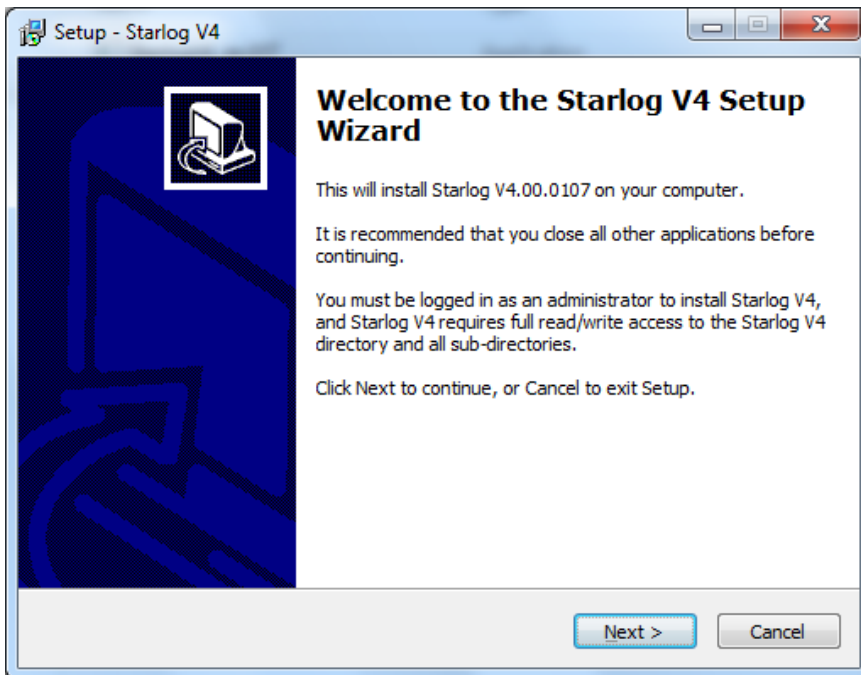 Setup - Starlog V4
Welcome to the Starlog V4 Setup
Wizard
This will install Starlog V4.00.0107 on your computer.
It is recommended that you close all other applications before
continuing.
You must be logged in as an administrator to install Starlog V4,
and Starlog V4 requires full read/write access to the Starlog V4
directory and all sub-directories.
Click Next to continue, or Cancel to exit Setup.
Next >
Cancel